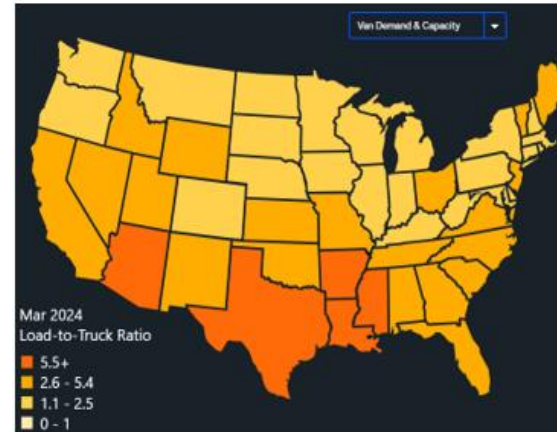 Van Demand & Capacity
Mar 2024
Load-to-Truck Ratio
5.5+
2.6 - 5.4
1.1 - 2.5
0 - 1